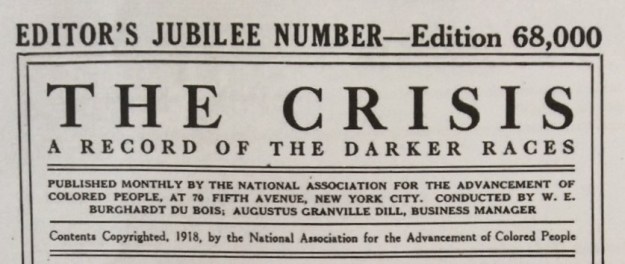 EDITOR'S JUBILEE NUMBER—Edition 68,000
THE CRISIS
A RECORD OF THE DARKER RACES
PUBLISHED MONTHLY BY THE NATIONAL ASSOCIATION FOR THE ADVANCEMENT OF
COLORED PEOPLE, AT 70 FIFTH AVENUE, NEW YORK CITY. CONDUCTED BY W. E.
BURGHARDT DU BOIS; AUGUSTUS GRANVILLE DILL, BUSINESS MANAGER
Contents Copyrighted, 1918, by the National Association for the Advancement of Colored People